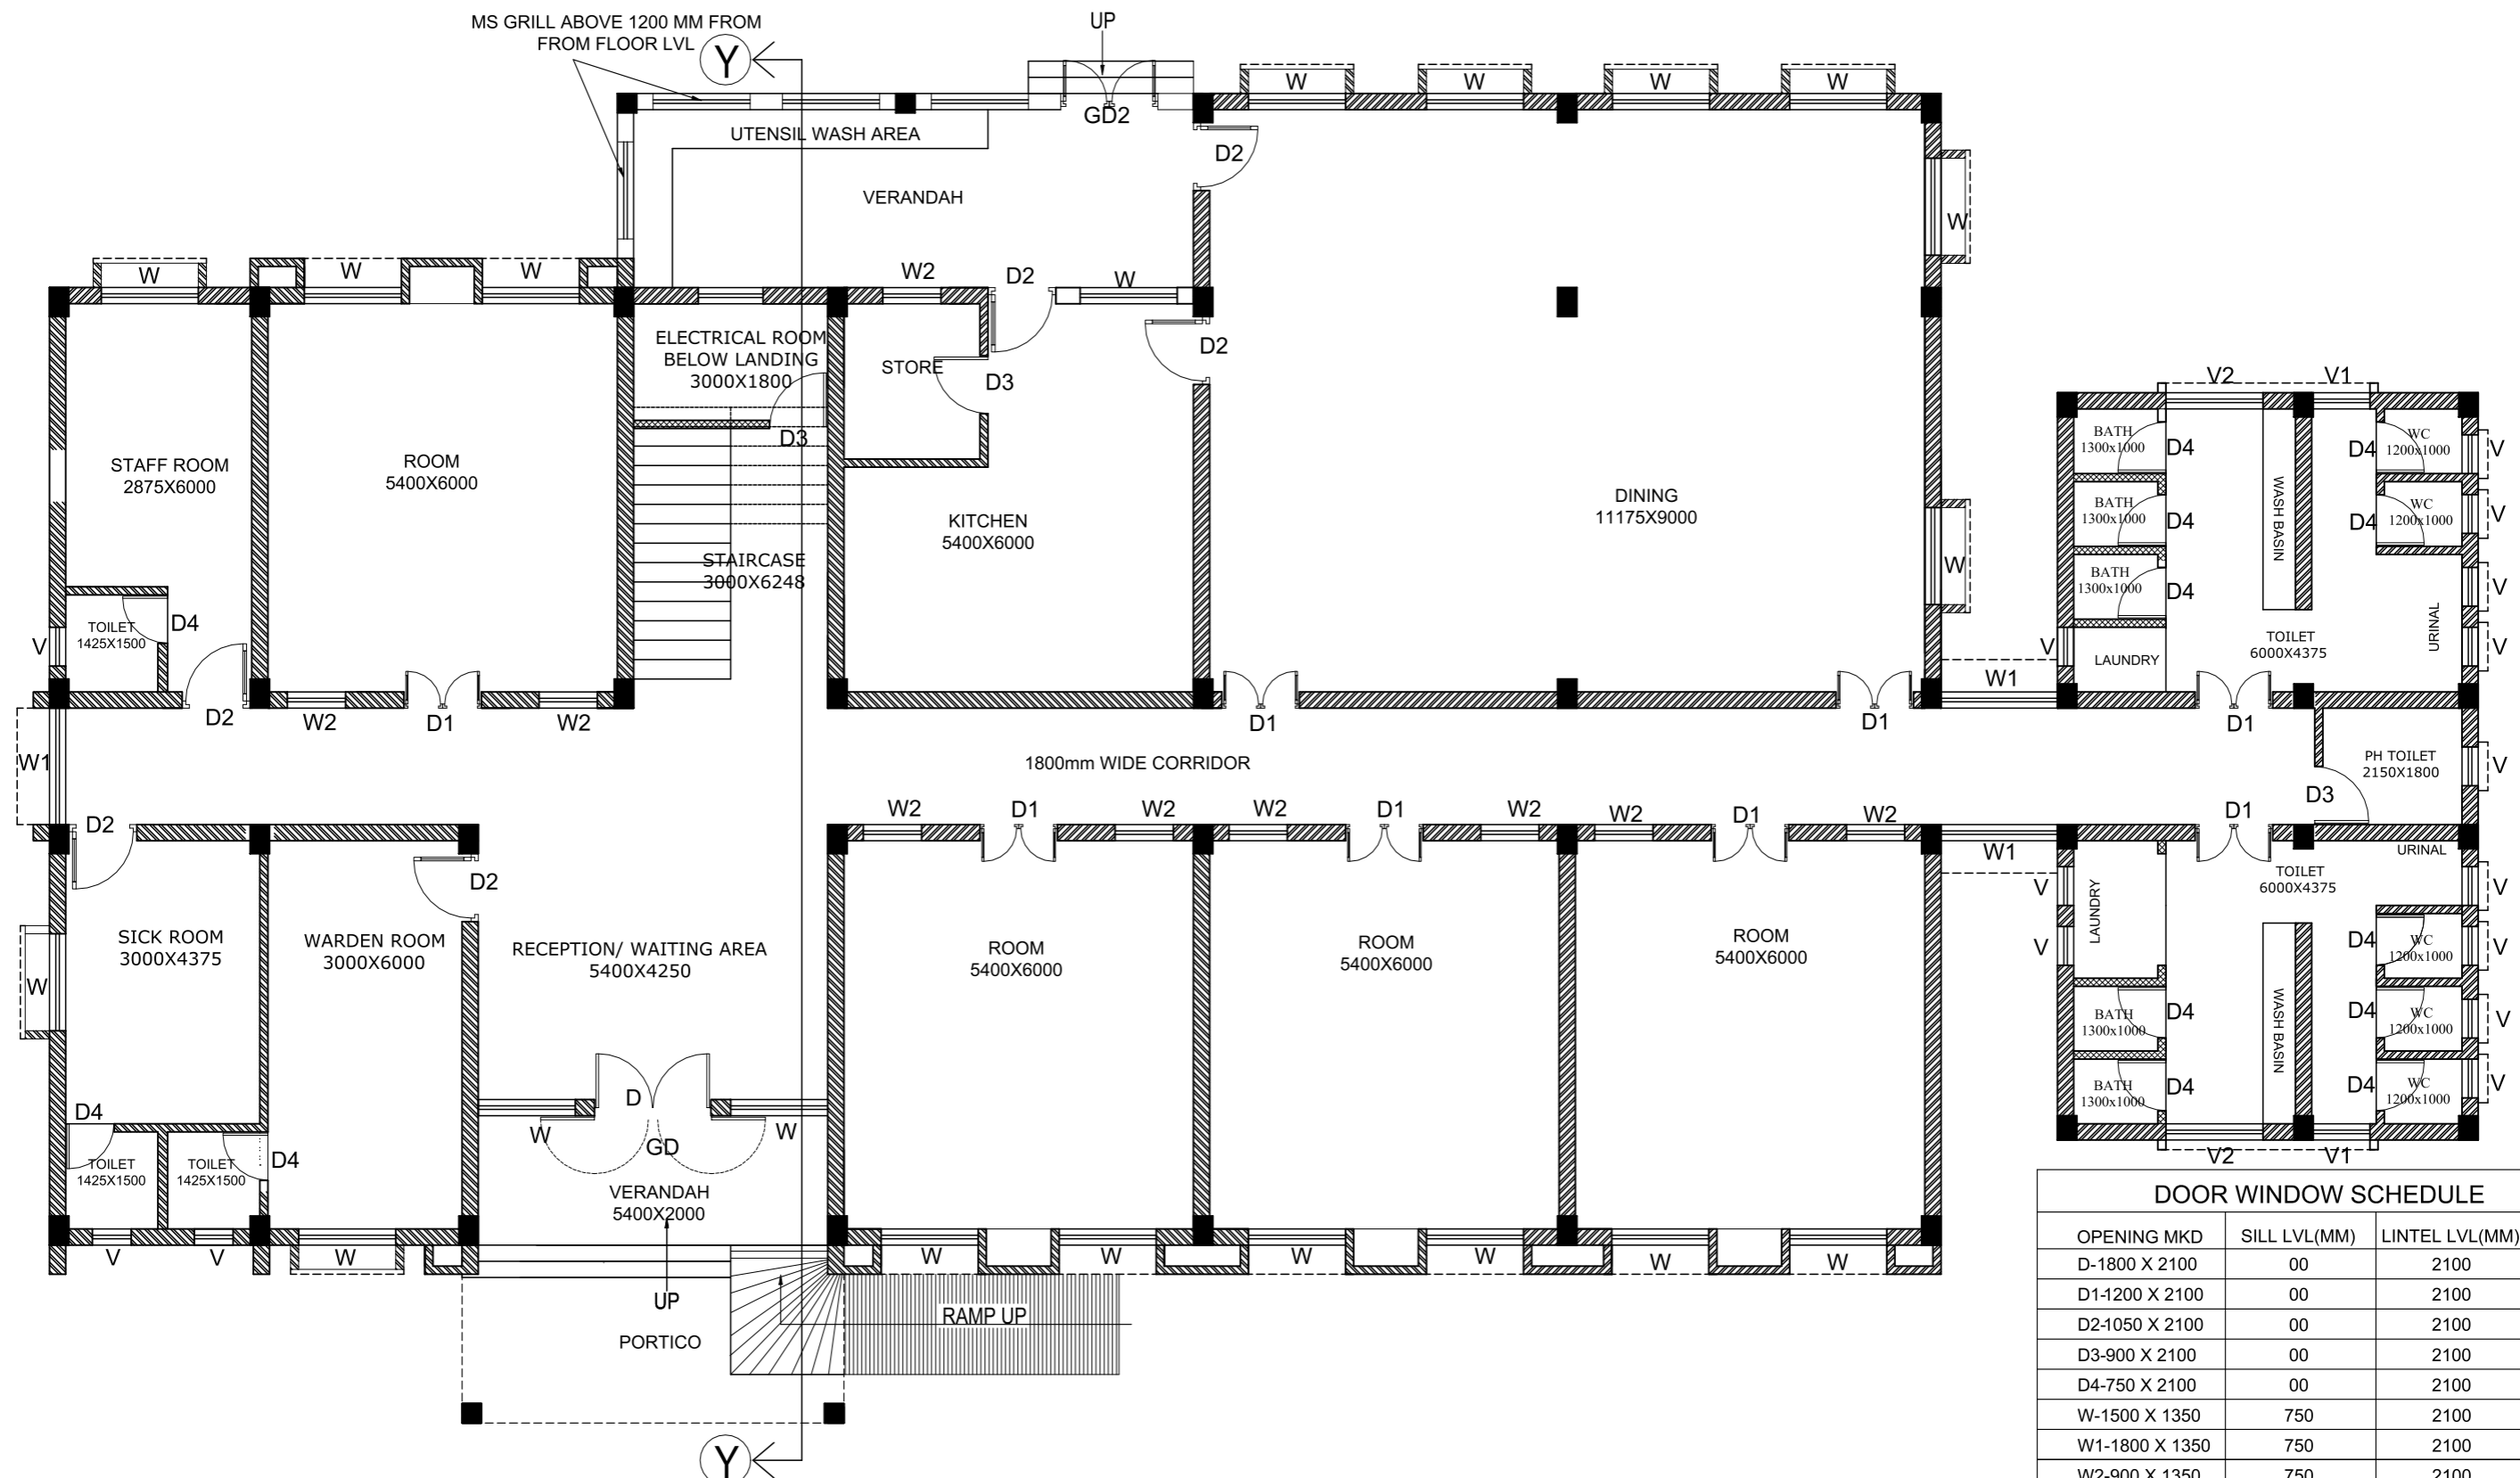 MS GRILL ABOVE 1200 MM FROM
FROM FLOOR LVL
Y
UP
W
W
W
W
GD2
UTENSIL WASH AREA
D2
VERANDAH
W
W
W
W
W2
D2
W
ELECTRICAL ROOM
BELOW LANDING
3000X1800
STORE
D3
D2
D3
STAFF ROOM
2875X6000
ROOM
5400X6000
KITCHEN
5400X6000
DINING
11175X9000
STAIRCASE
3000X6248
W
TOILET
1425X1500
D4
V
D2
W2
D1
W2
D1
D1
W1
V2
V1
BATH
1300x1000
D4
D4
WC
1200x1000
V
BATH
1300x1000
D4
D4
WC
1200x1000
V
BATH
1300x1000
D4
V
WASH BASIN
URINAL
TOILET
6000X4375
V
LAUNDRY
V
D1
W1
1800mm WIDE CORRIDOR
PH TOILET
2150X1800
V
D3
D2
W2
D1
W2
W2
D1
W2
W2
D1
W2
W1
D1
URINAL
TOILET
6000X4375
V
V
V
LAUNDRY
D4
WC
1200x1000
V
BATH
1300x1000
D4
D4
WC
1200x1000
V
WASH BASIN
BATH
1300x1000
D4
D4
WC
1200x1000
V
V2
V1
D2
SICK ROOM
3000X4375
WARDEN ROOM
3000X6000
RECEPTION/ WAITING AREA
5400X4250
ROOM
5400X6000
ROOM
5400X6000
ROOM
5400X6000
W
D4
D
W
GD
W
TOILET
1425X1500
TOILET
1425X1500
D4
VERANDAH
5400X2000
V
V
W
W
W
W
W
W
W
UP
RAMP UP
PORTICO
Y
DOOR WINDOW SCHEDULE
OPENING MKD SILL LVL(MM) LINTEL LVL(MM)
D-1800 X 2100 00 2100
D1-1200 X 2100 00 2100
D2-1050 X 2100 00 2100
D3-900 X 2100 00 2100
D4-750 X 2100 00 2100
W-1500 X 1350 750 2100
W1-1800 X 1350 750 2100
W2-900 X 1350 750 2100